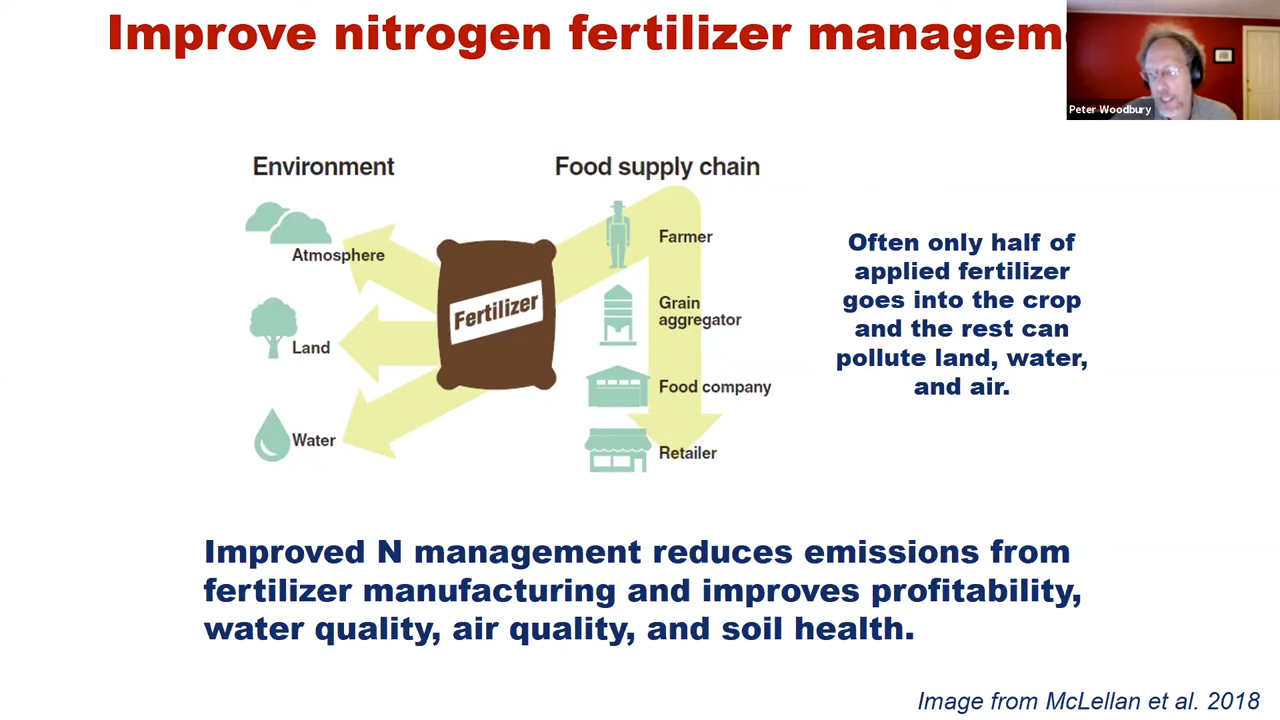 Improve nitrogen fertilizer managem
Peter Woodbury
Environment
Food supply chain
Atmosphere
Land
Water
Fertilizer
Farmer
Grain
aggregator
Food company
Retailer
Often only half of
applied fertilizer
goes into the crop
and the rest can
pollute land, water,
and air.
Improved N management reduces emissions from
fertilizer manufacturing and improves profitability,
water quality, air quality, and soil health.
Image from McLellan et al. 2018